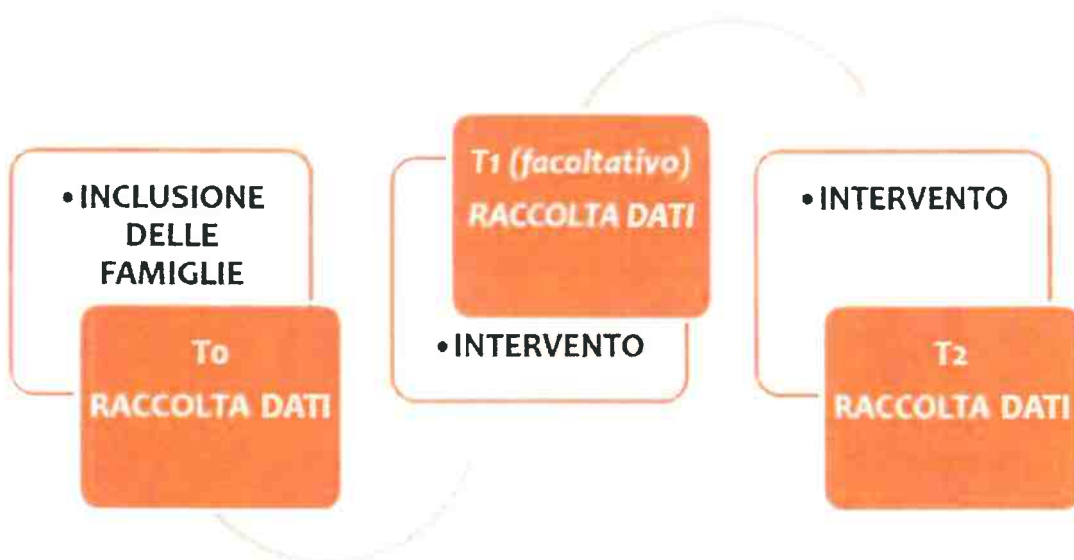 • INCLUSIONE
DELLE
FAMIGLIE
T0
RACCOLTA DATI
T1 (facoltativo)
RACCOLTA DATI
• INTERVENTO
• INTERVENTO
T2
RACCOLTA DATI